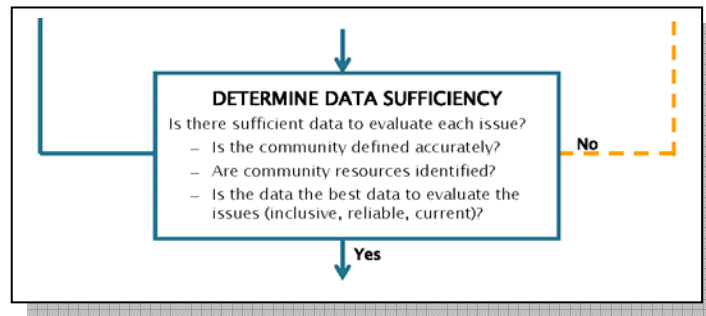 DETERMINE DATA SUFFICIENCY
Is there sufficient data to evaluate each issue?
– Is the community defined accurately?
No
– Are community resources identified?
– Is the data the best data to evaluate the
issues (inclusive, reliable, current)?
Yes